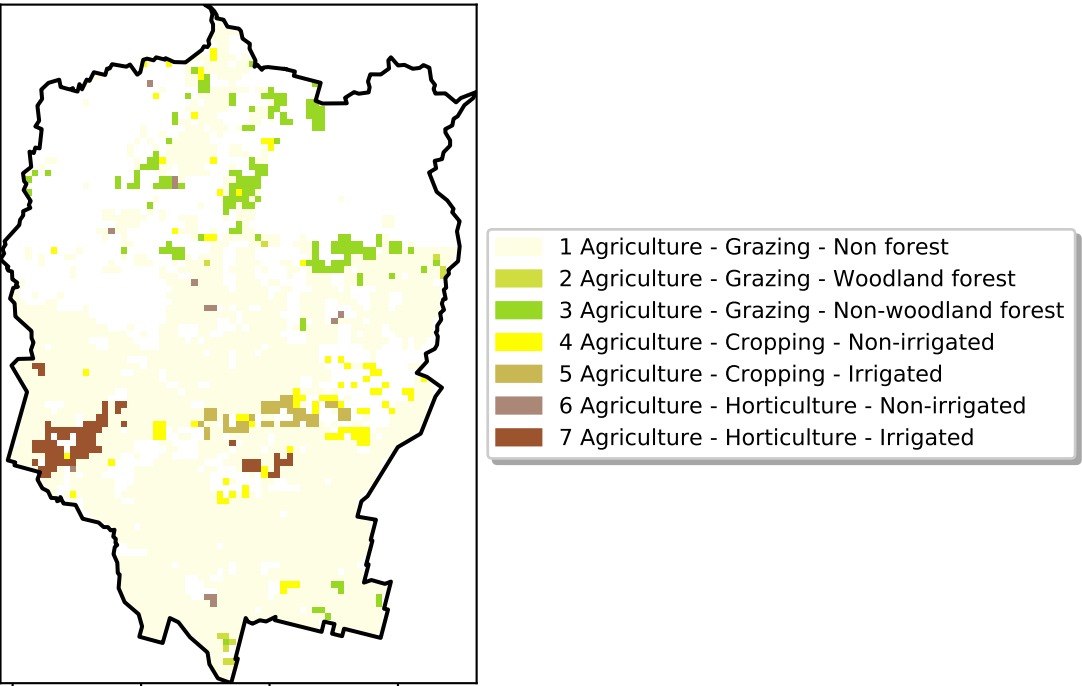 1 Agriculture - Grazing - Non forest
2 Agriculture - Grazing - Woodland forest
3 Agriculture - Grazing - Non-woodland forest
4 Agriculture - Cropping - Non-irrigated
5 Agriculture - Cropping - Irrigated
6 Agriculture - Horticulture - Non-irrigated
7 Agriculture - Horticulture - Irrigated